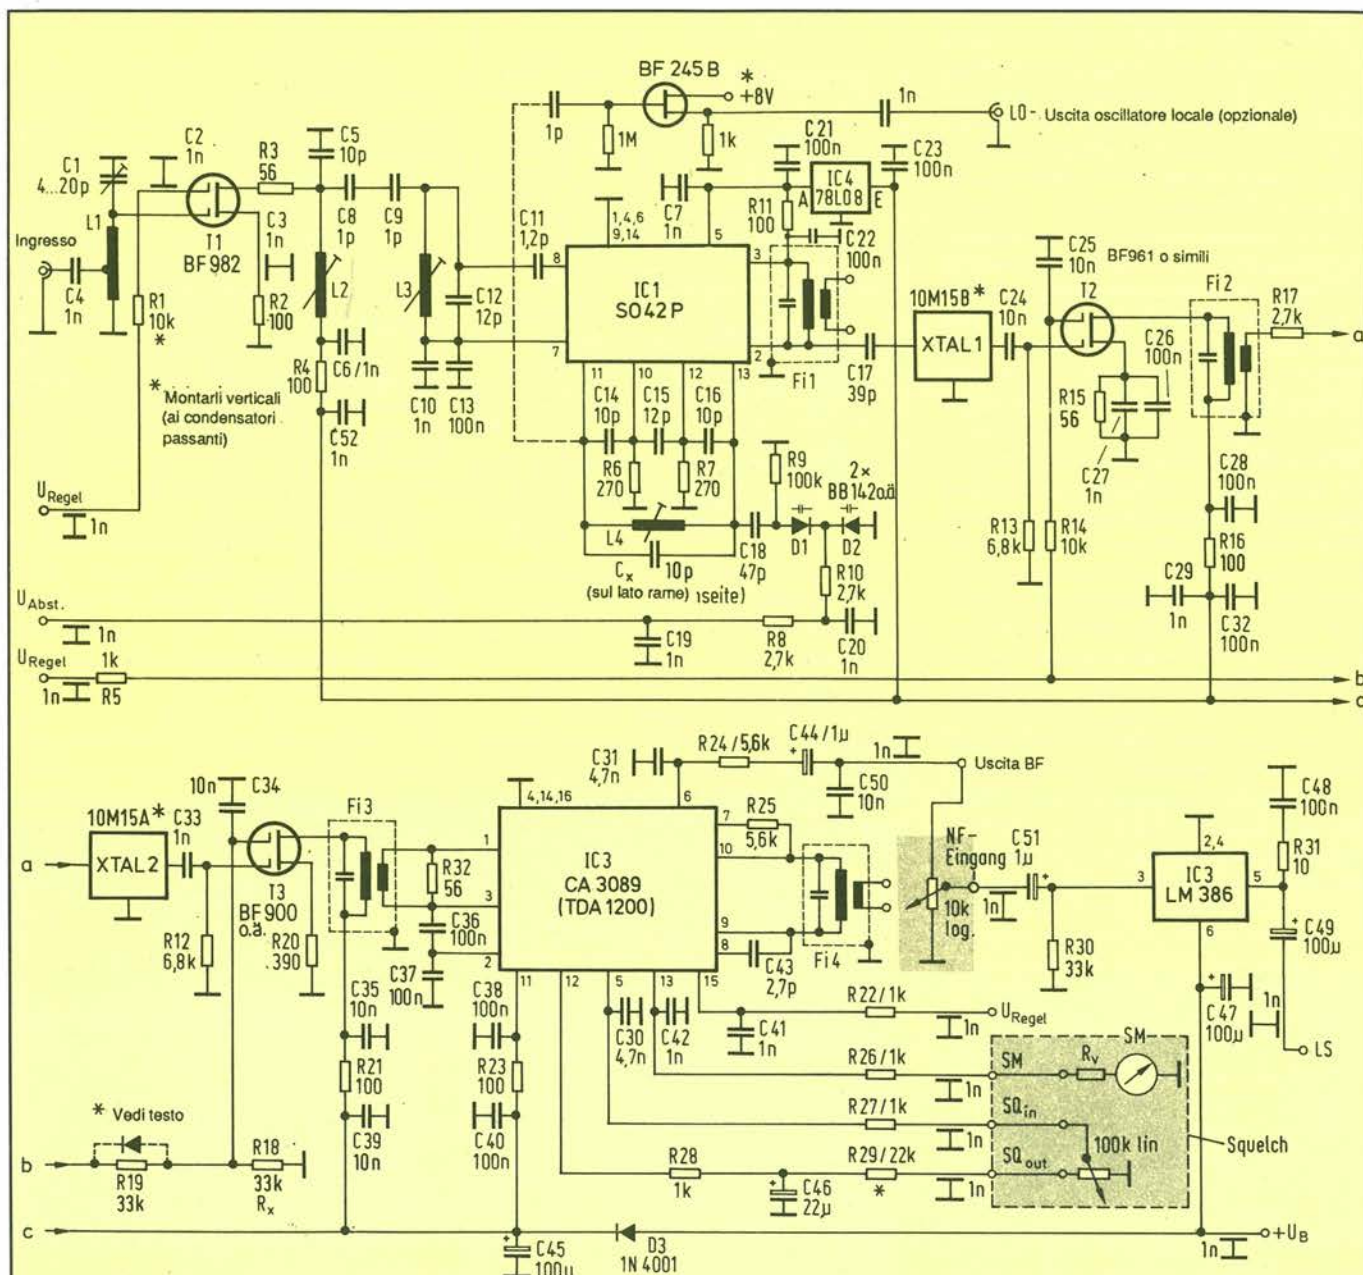 BF 245 B
*
+8V
1n
LO - Uscita oscillatore locale (opzionale)
1p
1M
1k
C21
100n
C23
100n
IC4
78L08
A
E
C2
1n
C1
4...20p
L1
R3
56
C5
10p
C8
1p
C9
1p
C3
1n
T1
BF 982
Ingresso
C4
1n
R1
10k
*
R2
100
L2
L3
C11
1,2p
C12
12p
C6 / 1n
R4
100
C52
1n
C10
1n
C13
100n
* Montarli verticali
(ai condensatori
passanti)
1,4,6
9,14
C7
1n
5
R11
100
C22
100n
8
3
IC1
SO42 P
7
2
11
10
12
13
Fi1
C17
39p
C14
10p
C15
12p
C16
10p
R6
270
R7
270
R9
100k
2×
BB142o.ä
L4
C18
47p
D1
D2
Cx
10p
(sul lato rame) ıseite)
R10
2,7k
10M15B*
XTAL1
C24
10n
C25
10n
BF961 o simili
T2
Fi2
R17
2,7k
a
C26
100n
R15
56
C27
1n
R13
6,8k
R14
10k
C28
100n
R16
100
C29
1n
C32
100n
URegel
1n
UAbst.
1n
C19
1n
R8
2,7k
C20
1n
URegel
1k
1n
R5
b
c
10n
C34
10M15A*
C33
1n
a
XTAL2
T3
BF 900
o.ä.
R12
6,8k
R20
390
Fi3
R32
56
C36
100n
C37
100n
C31
4,7n
R24 / 5,6k
C44 / 1µ
1n
Uscita BF
C50
10n
4,14,16
6
1
7
R25
5,6k
10
IC3
CA 3089
(TDA 1200)
3
9
2
8
C43
2,7p
Fi4
11
12
5
13
15
NF-
Eingang
C51
1µ
10k
log.
1n
R30
33k
3
2,4
IC3
LM 386
5
6
C48
100n
R31
10
C49
100µ
C47
100µ
1n
LS
C35
10n
R21
100
C39
10n
C38
100n
R23
100
C40
100n
C30
4,7n
C42
1n
C41
1n
R22 / 1k
URegel
1n
R26 / 1k
1n
SM
Rv
SM
R27 / 1k
1n
SQin
100k lin
Squelch
R28
1k
R29 / 22k
*
1n
SQout
C46
22µ
* Vedi testo
b
R19
33k
R18
33k
Rx
c
C45
100µ
D3
1N 4001
1n
+UB